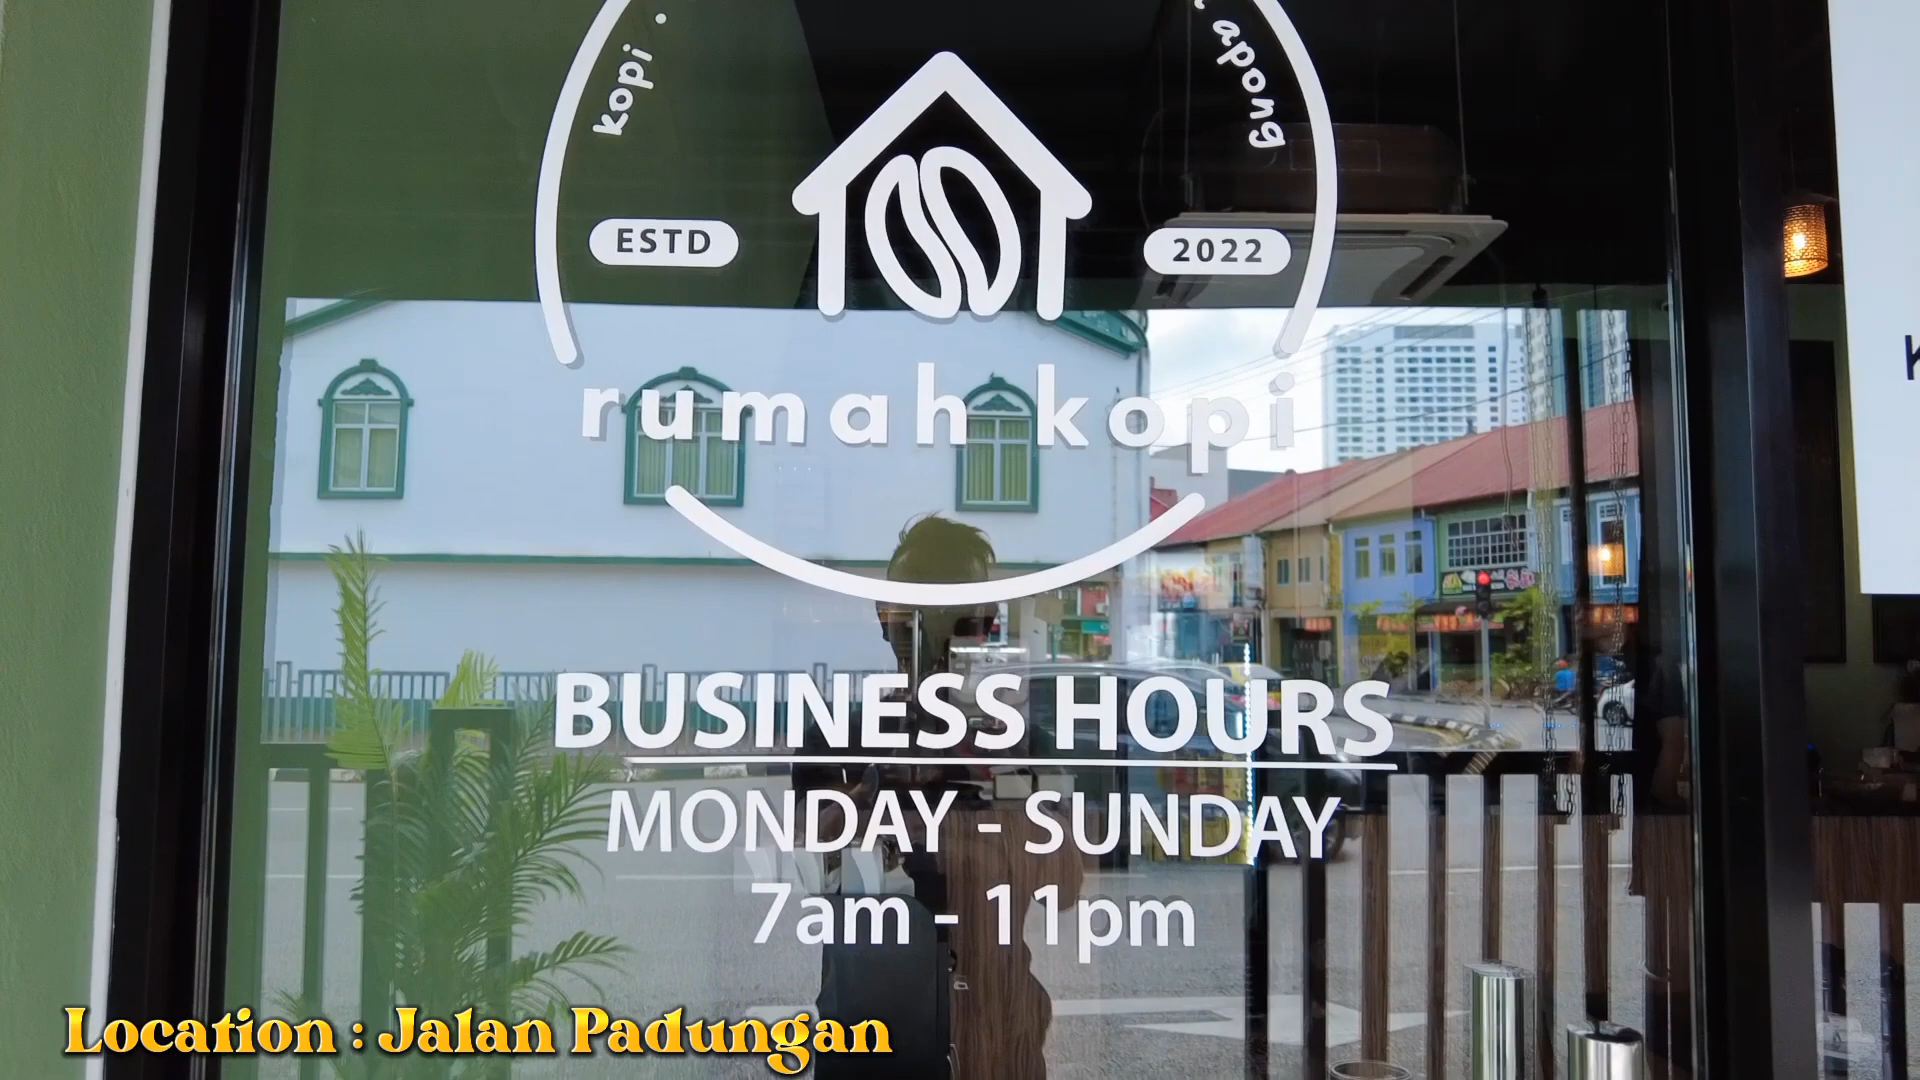 kopi ·
apong
ESTD
2022
rumah kopi
BUSINESS HOURS
MONDAY - SUNDAY
7am - 11pm
Location : Jalan Padungan